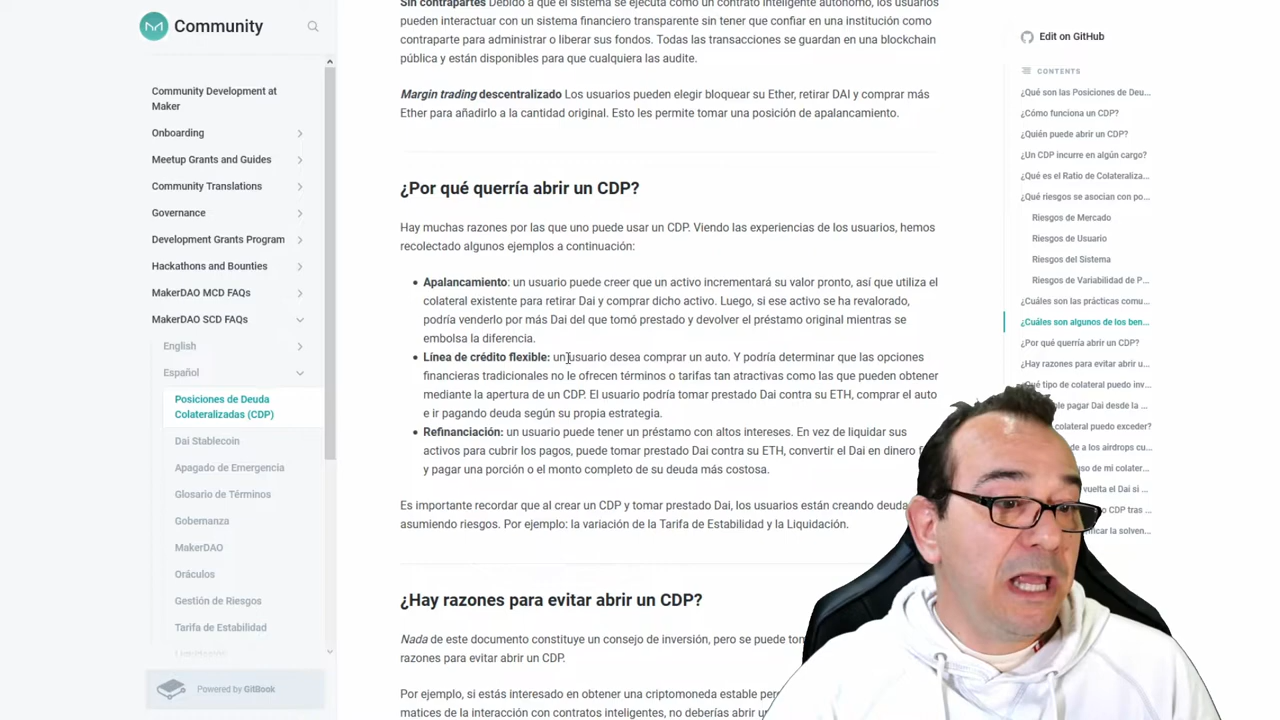 Community
Community Development at
Maker
Onboarding
Meetup Grants and Guides
Community Translations
Governance
Development Grants Program
Hackathons and Bounties
MakerDAO MCD FAQs
MakerDAO SCD FAQs
English
Español
Posiciones de Deuda
Colateralizadas (CDP)
Dai Stablecoin
Apagado de Emergencia
Glosario de Términos
Gobernanza
MakerDAO
Oráculos
Gestión de Riesgos
Tarifa de Estabilidad
Powered by GitBook
Sin contrapartes Debido a que el sistema se ejecuta como un contrato inteligente autónomo, los usuarios
pueden interactuar con un sistema financiero transparente sin tener que confiar en una institución como
contraparte para administrar o liberar sus fondos. Todas las transacciones se guardan en una blockchain
pública y están disponibles para que cualquiera las audite.
Margin trading descentralizado Los usuarios pueden elegir bloquear su Ether, retirar DAI y comprar más
Ether para añadirlo a la cantidad original. Esto les permite tomar una posición de apalancamiento.
¿Por qué querría abrir un CDP?
Hay muchas razones por las que uno puede usar un CDP. Viendo las experiencias de los usuarios, hemos
recolectado algunos ejemplos a continuación:
• Apalancamiento: un usuario puede creer que un activo incrementará su valor pronto, así que utiliza el
colateral existente para retirar Dai y comprar dicho activo. Luego, si ese activo se ha revalorado,
podría venderlo por más Dai del que tomó prestado y devolver el préstamo original mientras se
embolsa la diferencia.
• Línea de crédito flexible: un usuario desea comprar un auto. Y podría determinar que las opciones
financieras tradicionales no le ofrecen términos o tarifas tan atractivas como las que pueden obtener
mediante la apertura de un CDP. El usuario podría tomar prestado Dai contra su ETH, comprar el auto
e ir pagando deuda según su propia estrategia.
• Refinanciación: un usuario puede tener un préstamo con altos intereses. En vez de liquidar sus
activos para cubrir los pagos, puede tomar prestado Dai contra su ETH, convertir el Dai en dinero
y pagar una porción o el monto completo de su deuda más costosa.
Es importante recordar que al crear un CDP y tomar prestado Dai, los usuarios están creando deuda
asumiendo riesgos. Por ejemplo: la variación de la Tarifa de Estabilidad y la Liquidación.
¿Hay razones para evitar abrir un CDP?
Nada de este documento constituye un consejo de inversión, pero se puede
razones para evitar abrir un CDP.
Por ejemplo, si estás interesado en obtener una criptomoneda estable
matices de la interacción con contratos inteligentes, no deberías abrir
Edit on GitHub
CONTENTS
¿Qué son las Posiciones de Deu...
¿Cómo funciona un CDP?
¿Quién puede abrir un CDP?
¿Un CDP incurre en algún cargo?
¿Qué es el Ratio de Colateraliza...
¿Qué riesgos se asocian con po...
Riesgos de Mercado
Riesgos de Usuario
Riesgos del Sistema
Riesgos de Variabilidad de P...
¿Cuáles son las prácticas comu...
¿Cuáles son algunos de los ben...
¿Por qué querría abrir un CDP?
¿Hay razones para evitar abrir u...
¿Qué tipo de colateral puedo inv...
pagar Dai desde la ...
colateral puedo exceder?
a los airdrops cu...
de mi colater...
vuelta el Dai si ...
CDP tras ...
la solven...